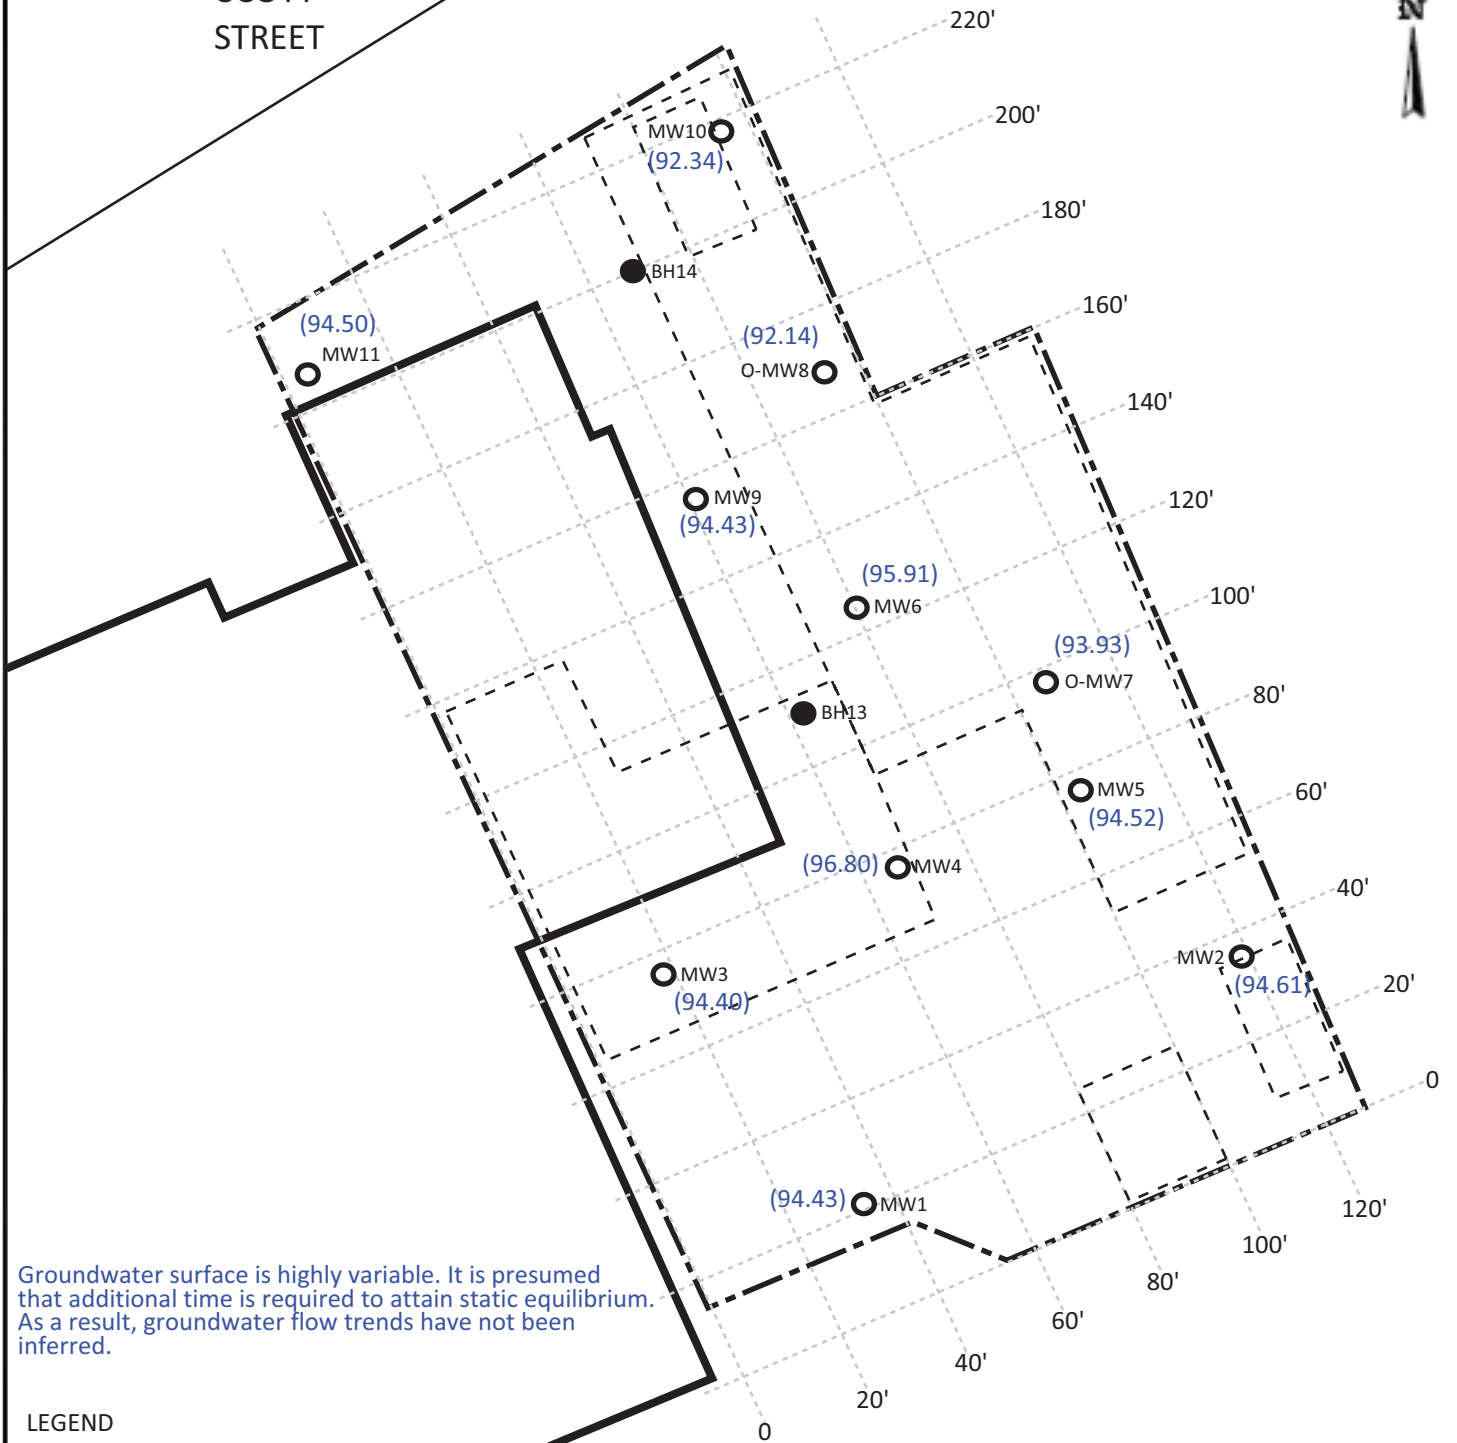 STREET
N
220'
200'
180'
160'
140'
120'
100'
80'
60'
40'
20'
0
MW10
(92.34)
BH14
(94.50)
MW11
(92.14)
O-MW8
MW9
(94.43)
(95.91)
MW6
(93.93)
O-MW7
BH13
MW5
(94.52)
(96.80)
MW4
MW2
(94.61)
MW3
(94.40)
(94.43)
MW1
120'
100'
80'
60'
40'
20'
0
Groundwater surface is highly variable. It is presumed
that additional time is required to attain static equilibrium.
As a result, groundwater flow trends have not been
inferred.
LEGEND